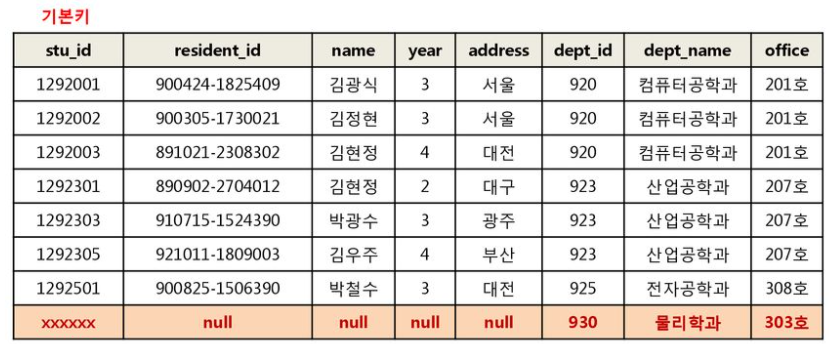 기본키
stu_id resident_id name year address dept_id dept_name office
1292001 900424-1825409 김광식 3 서울 920 컴퓨터공학과 201호
1292002 900305-1730021 김정현 3 서울 920 컴퓨터공학과 201호
1292003 891021-2308302 김현정 4 대전 920 컴퓨터공학과 201호
1292301 890902-2704012 김현정 2 대구 923 산업공학과 207호
1292303 910715-1524390 박광수 3 광주 923 산업공학과 207호
1292305 921011-1809003 김우주 4 부산 923 산업공학과 207호
1292501 900825-1506390 박철수 3 대전 925 전자공학과 308호
xxxxxx null null null null 930 물리학과 303호